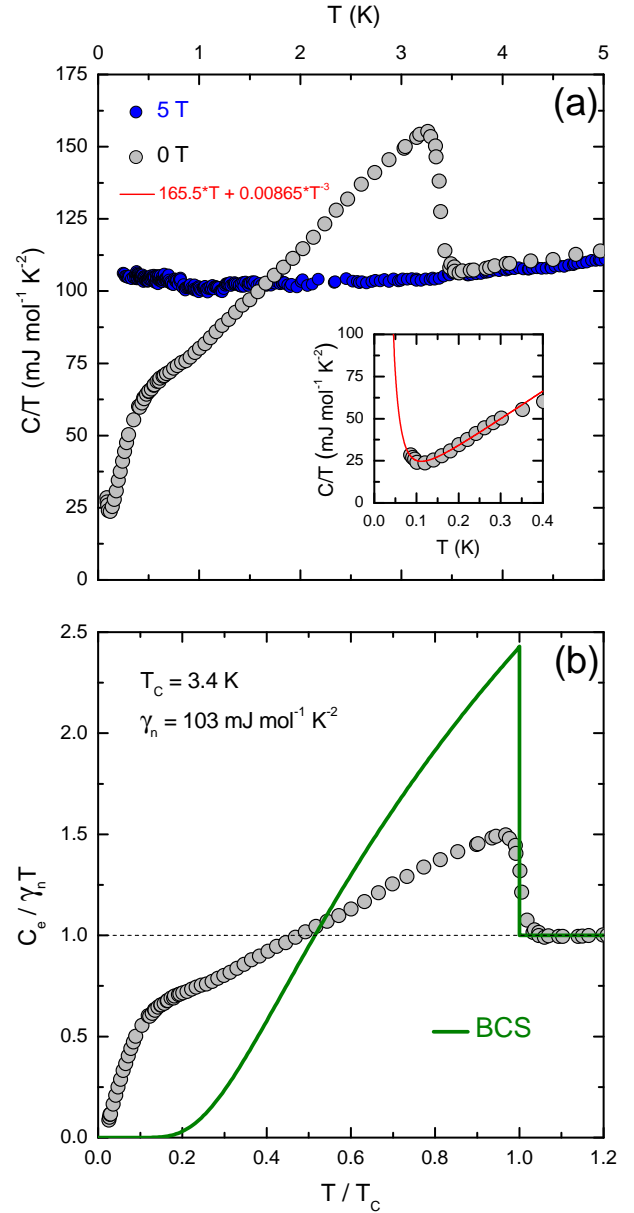 T (K)
0 1 2 3 4 5
(a)
175
150
125
100
75
50
25
0
C/T (mJ mol⁻¹ K⁻²)
5 T
0 T
165.5*T + 0.00865*T⁻³
100
75
50
25
0
C/T (mJ mol⁻¹ K⁻²)
0.0 0.1 0.2 0.3 0.4
T (K)
(b)
2.5
2.0
1.5
1.0
0.5
0.0
C_e / γ_n T
T_C = 3.4 K
γ_n = 103 mJ mol⁻¹ K⁻²
BCS
0.0 0.2 0.4 0.6 0.8 1.0 1.2
T / T_C